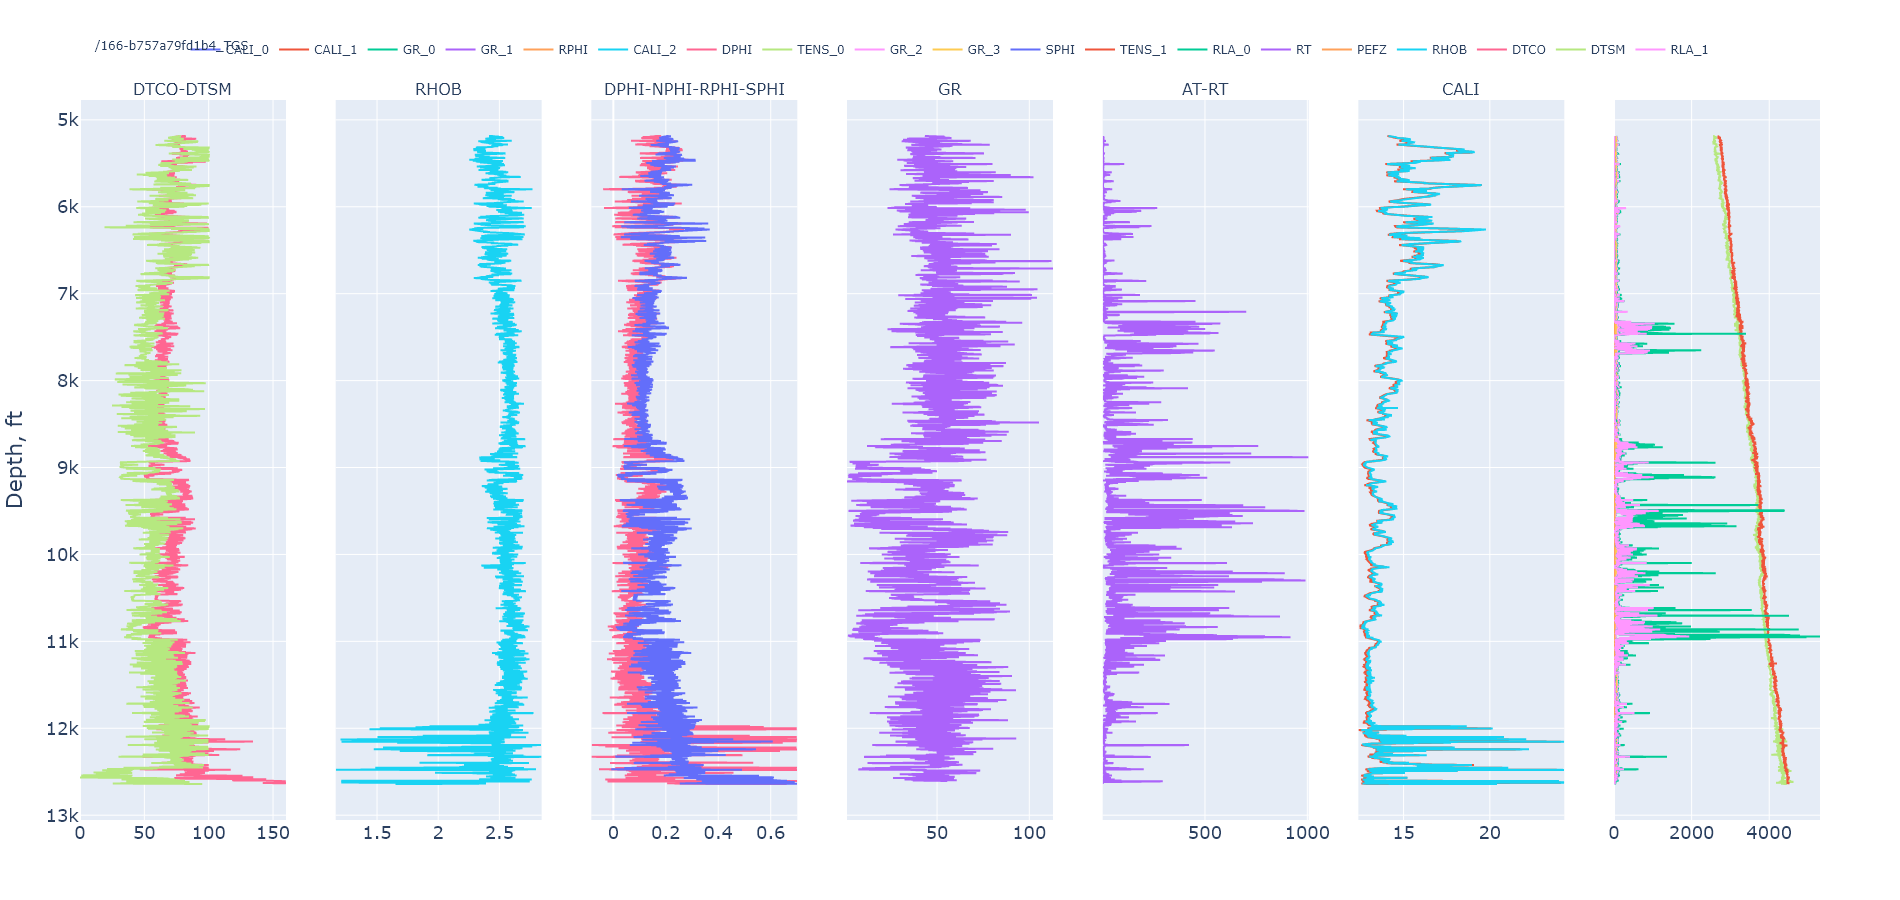 /166-b757a79fd1b4_TGS
CALI_0 CALI_1 GR_0 GR_1 RPHI CALI_2 DPHI TENS_0 GR_2 GR_3 SPHI TENS_1 RLA_0 RT PEFZ RHOB DTCO DTSM RLA_1
DTCO-DTSM RHOB DPHI-NPHI-RPHI-SPHI GR AT-RT CALI
Depth, ft
5k
6k
7k
8k
9k
10k
11k
12k
13k
0 50 100 150 1.5 2 2.5 0 0.2 0.4 0.6 50 100 500 1000 15 20 0 2000 4000